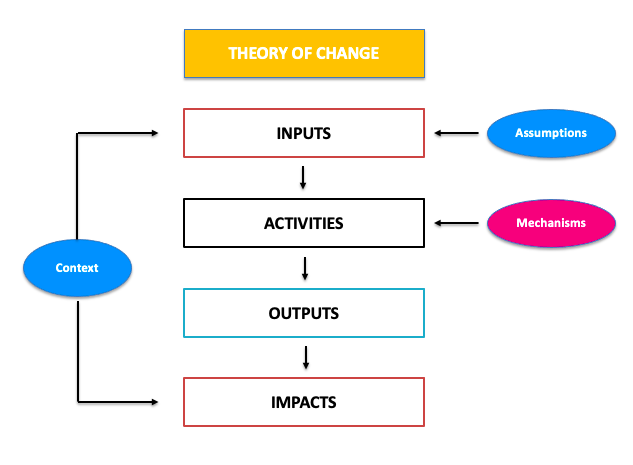 THEORY OF CHANGE
INPUTS
Assumptions
ACTIVITIES
Mechanisms
Context
OUTPUTS
IMPACTS